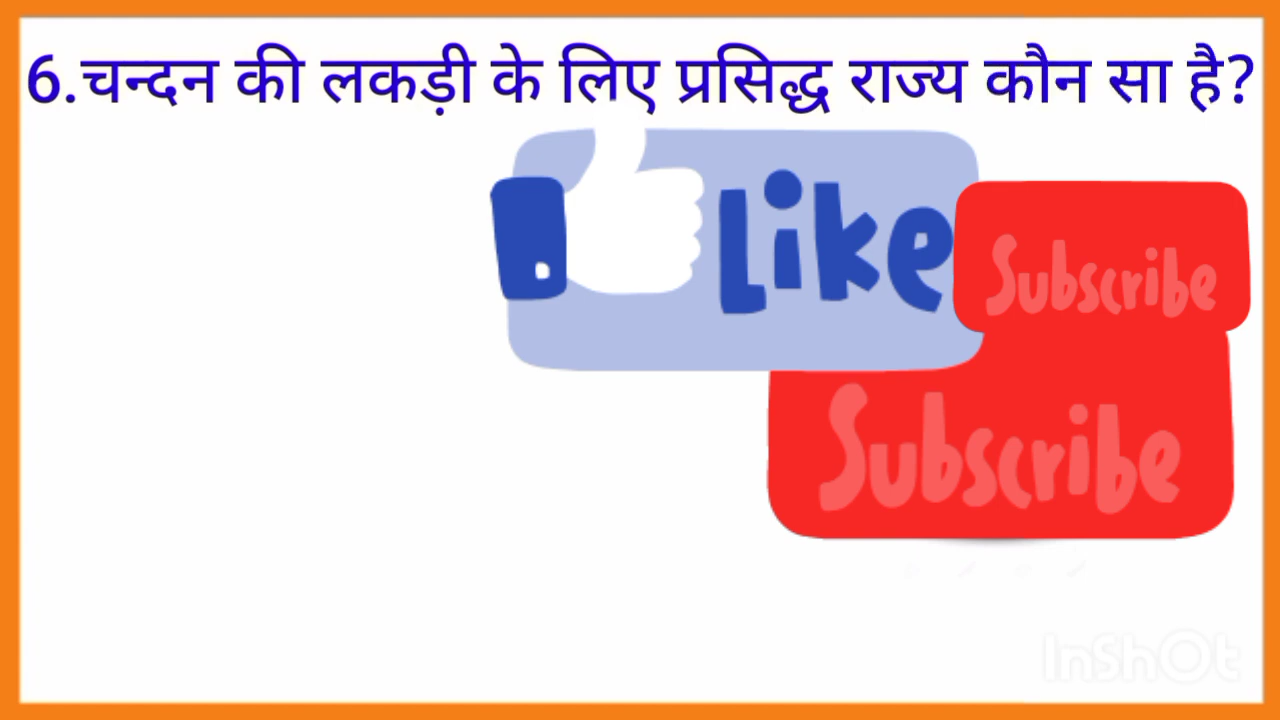 6.चन्दन की लकड़ी के लिए प्रसिद्ध राज्य कौन सा है?
Like
Subscribe
Subscribe
InShOt